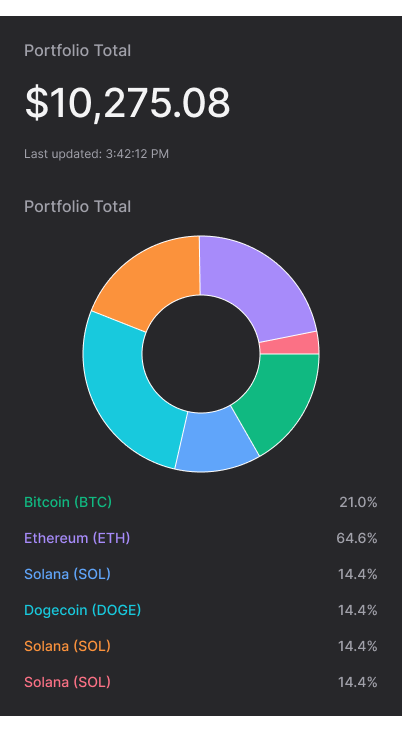 Portfolio Total
$10,275.08
Last updated: 3:42:12 PM
Portfolio Total
Bitcoin (BTC) 21.0%
Ethereum (ETH) 64.6%
Solana (SOL) 14.4%
Dogecoin (DOGE) 14.4%
Solana (SOL) 14.4%
Solana (SOL) 14.4%